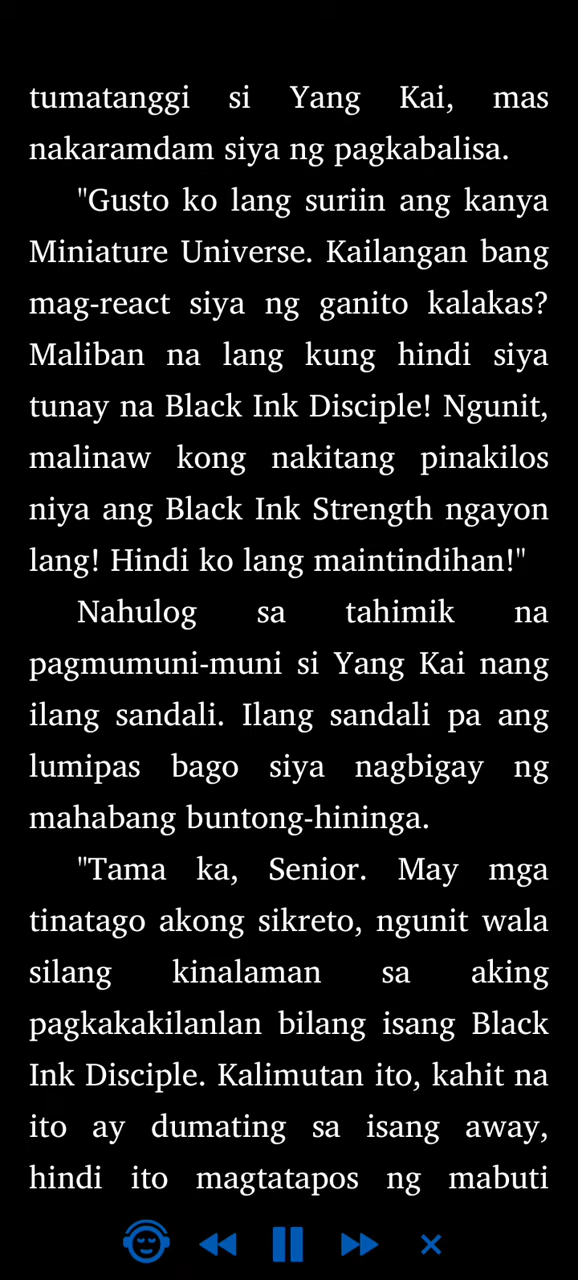 tumatanggi si Yang Kai, mas
nakaramdam siya ng pagkabalisa.
"Gusto ko lang suriin ang kanya
Miniature Universe. Kailangan bang
mag-react siya ng ganito kalakas?
Maliban na lang kung hindi siya
tunay na Black Ink Disciple! Ngunit,
malinaw kong nakitang pinakilos
niya ang Black Ink Strength ngayon
lang! Hindi ko lang maintindihan!"
Nahulog sa tahimik na
pagmumuni-muni si Yang Kai nang
ilang sandali. Ilang sandali pa ang
lumipas bago siya nagbigay ng
mahabang buntong-hininga.
"Tama ka, Senior. May mga
tinatago akong sikreto, ngunit wala
silang kinalaman sa aking
pagkakakilanlan bilang isang Black
Ink Disciple. Kalimutan ito, kahit na
ito ay dumating sa isang away,
hindi ito magtatapos ng mabuti